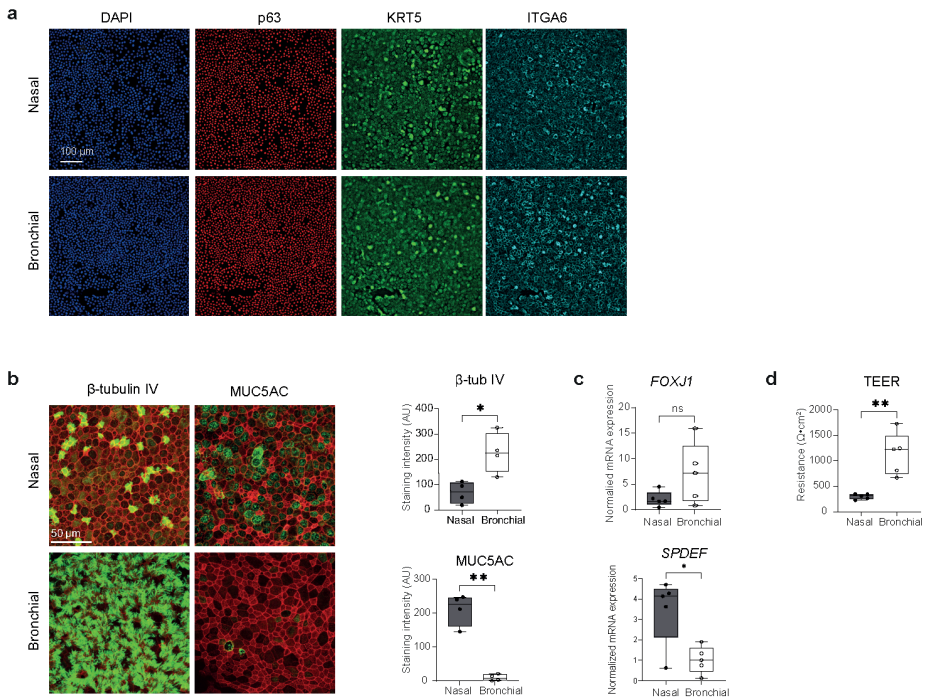 a
DAPI p63 KRT5 ITGA6
Nasal
100 µm
Bronchial
b
β-tubulin IV MUC5AC
Nasal
50 µm
Bronchial
β-tub IV
Staining intensity (AU)
400
300
200
100
0
*
Nasal Bronchial
MUC5AC
Staining intensity (AU)
300
200
100
0
**
Nasal Bronchial
c
FOXJ1
Normalied mRNA expression
20
15
10
5
0
ns
Nasal Bronchial
SPDEF
Normalized mRNA expression
5
4
3
2
1
0
*
Nasal Bronchial
d
TEER
Resistance (Ω•cm²)
2000
1500
1000
500
0
**
Nasal Bronchial